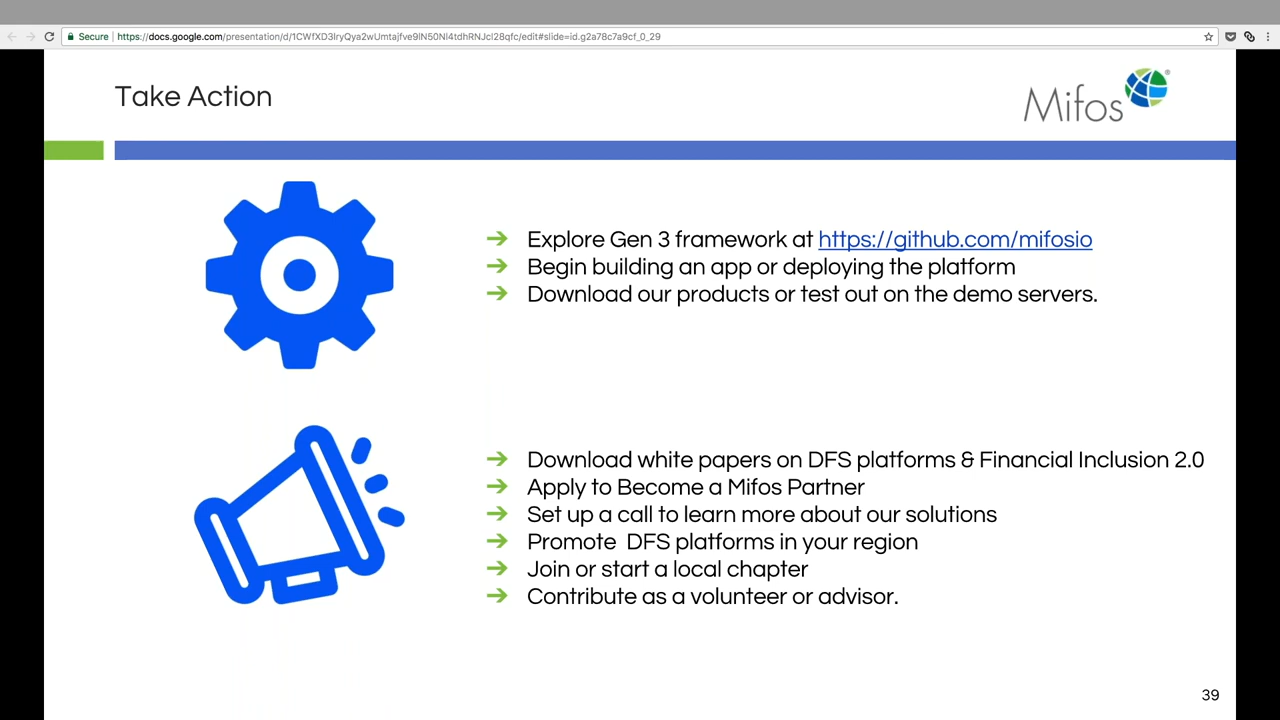 Secure | https://docs.google.com/presentation/d/1CWfXD3IryQya2wUmtajfve9lN50Nl4tdhRNJcl28qfc/edit#slide=id.g2a78c7a9cf_0_29
Take Action
Mifos®
➔ Explore Gen 3 framework at https://github.com/mifosio
➔ Begin building an app or deploying the platform
➔ Download our products or test out on the demo servers.
➔ Download white papers on DFS platforms & Financial Inclusion 2.0
➔ Apply to Become a Mifos Partner
➔ Set up a call to learn more about our solutions
➔ Promote  DFS platforms in your region
➔ Join or start a local chapter
➔ Contribute as a volunteer or advisor.
39